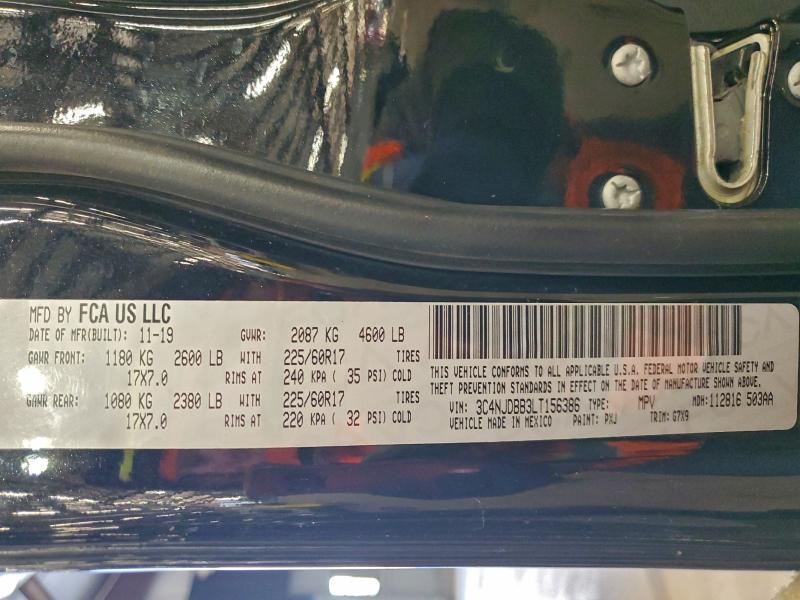 MFD BY FCA US LLC
DATE OF MFR(BUILT): 11-19 GVWR: 2087 KG 4600 LB
GAWR FRONT: 1180 KG 2600 LB WITH 225/60R17 TIRES
17X7.0 RIMS AT 240 KPA ( 35 PSI) COLD
GAWR REAR: 1080 KG 2380 LB WITH 225/60R17 TIRES
17X7.0 RIMS AT 220 KPA ( 32 PSI) COLD
THIS VEHICLE CONFORMS TO ALL APPLICABLE U.S.A. FEDERAL MOTOR VEHICLE SAFETY AND
THEFT PREVENTION STANDARDS IN EFFECT ON THE DATE OF MANUFACTURE SHOWN ABOVE.
VIN: 3C4NJDBB3LT156386 TYPE: MPV MDH: 112816 503AA
VEHICLE MADE IN MEXICO PAINT: PXJ TRIM: G7X9